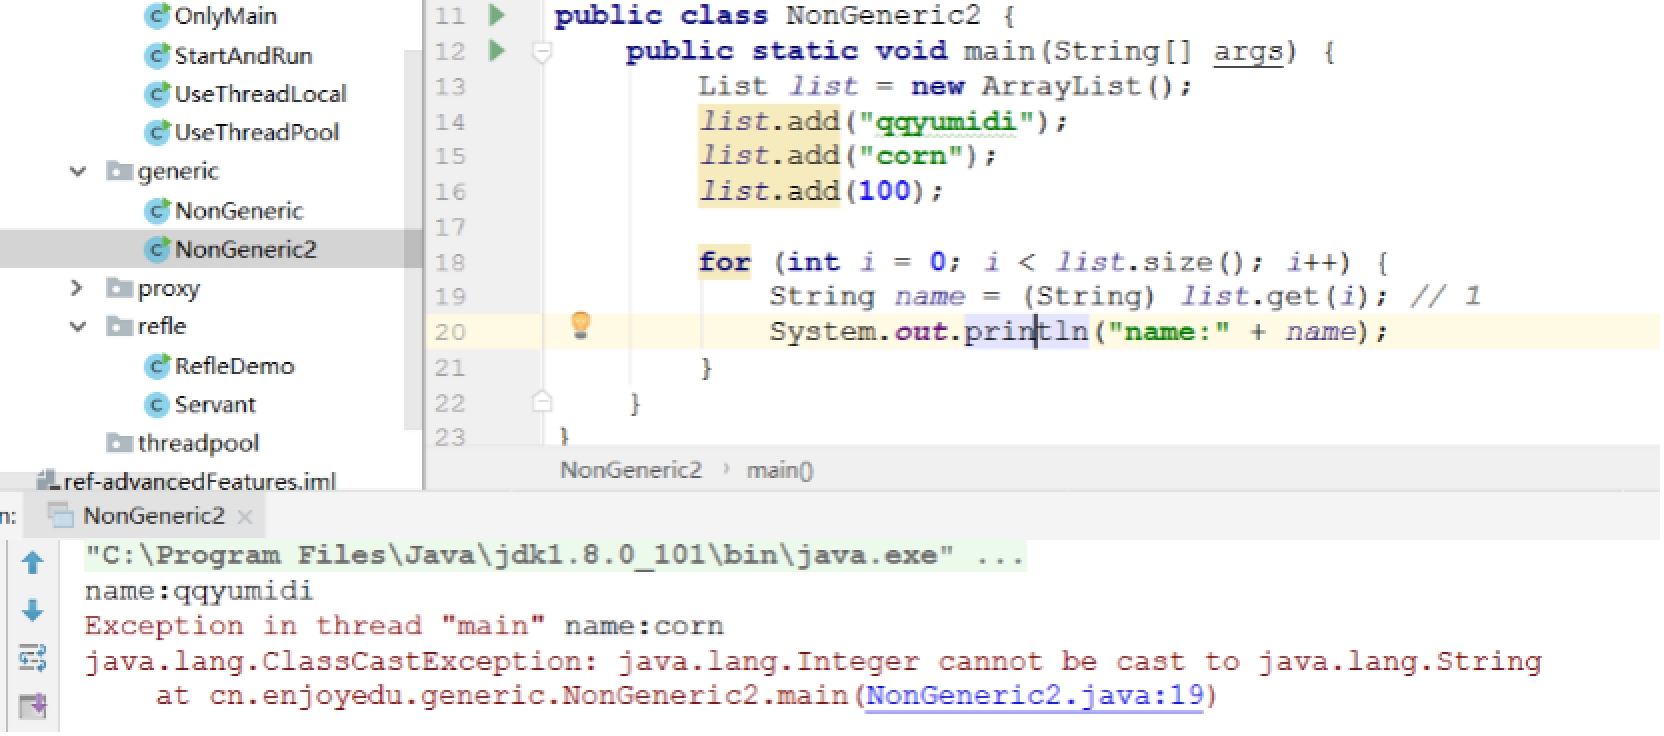 OnlyMain
StartAndRun
UseThreadLocal
UseThreadPool
generic
NonGeneric
NonGeneric2
proxy
refle
RefleDemo
Servant
threadpool
ref-advancedFeatures.iml
11 public class NonGeneric2 {
12 public static void main(String[] args) {
13 List list = new ArrayList();
14 list.add("qqyumidi");
15 list.add("corn");
16 list.add(100);
17
18 for (int i = 0; i < list.size(); i++) {
19 String name = (String) list.get(i); // 1
20 System.out.println("name:" + name);
21 }
22 }
23 }
NonGeneric2 › main()
n: NonGeneric2 ×
"C:\Program Files\Java\jdk1.8.0_101\bin\java.exe" ...
name:qqyumidi
Exception in thread "main" name:corn
java.lang.ClassCastException: java.lang.Integer cannot be cast to java.lang.String
at cn.enjoyedu.generic.NonGeneric2.main(NonGeneric2.java:19)